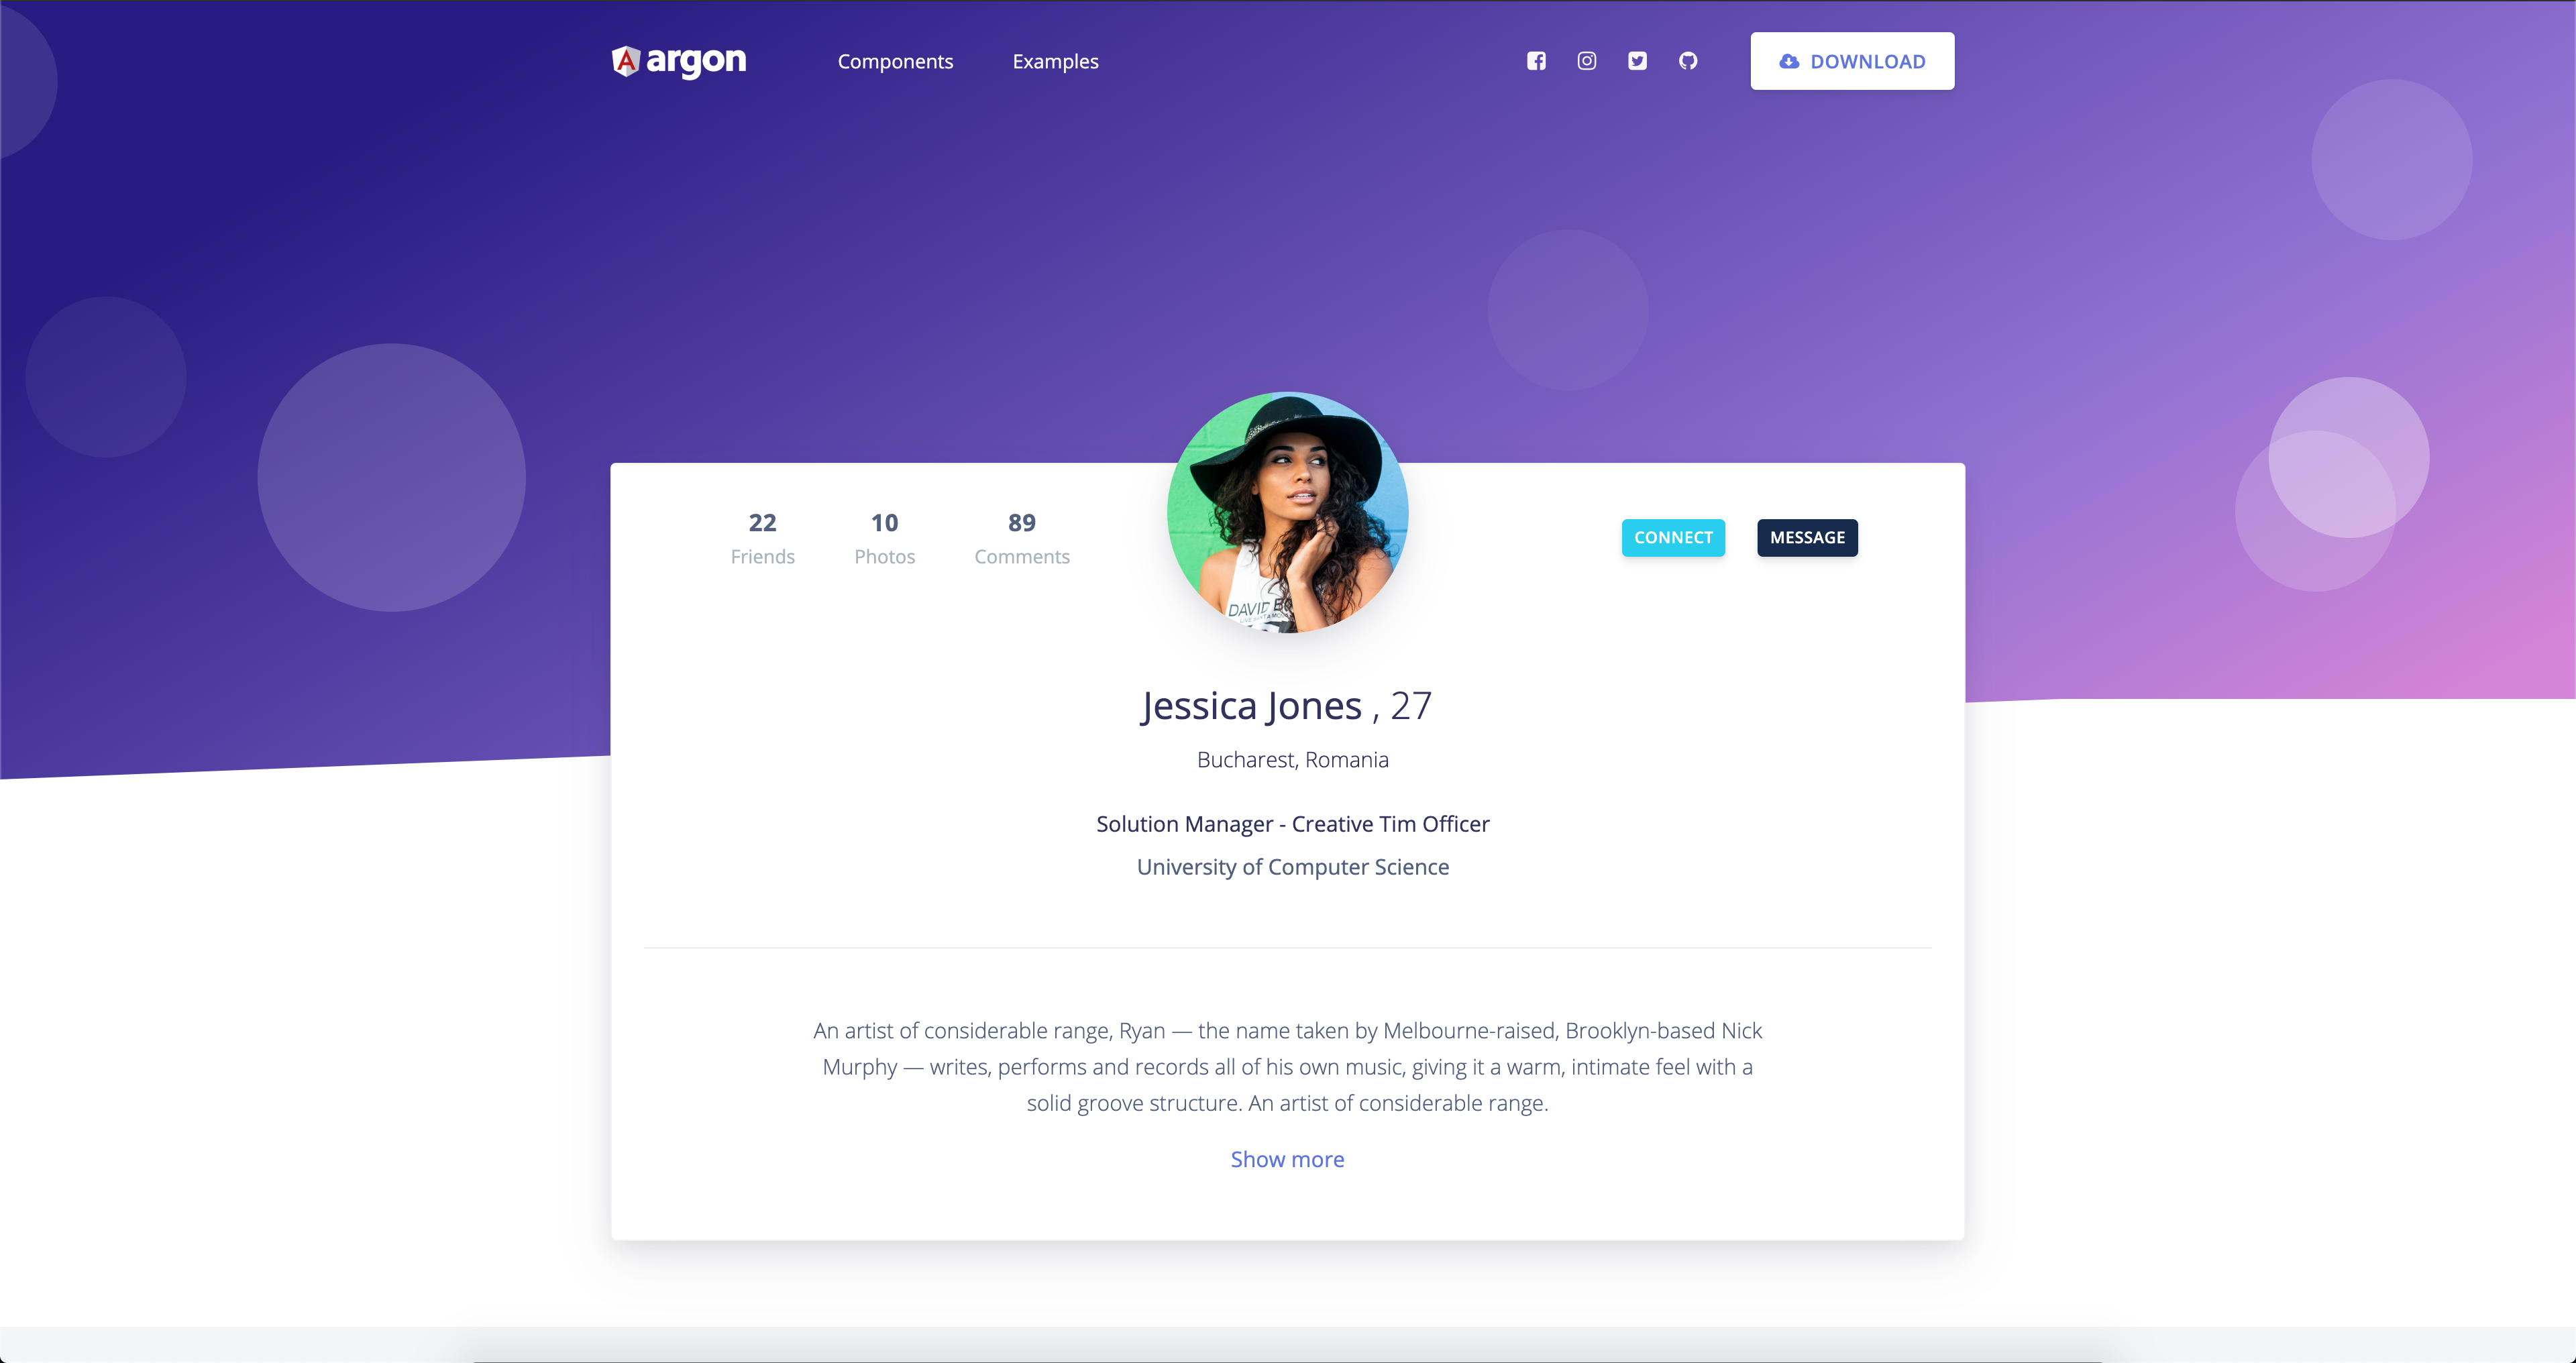 argon
Components
Examples
DOWNLOAD
22
Friends
10
Photos
89
Comments
DAVID BO
CONNECT
MESSAGE
Jessica Jones , 27
Bucharest, Romania
Solution Manager - Creative Tim Officer
University of Computer Science
An artist of considerable range, Ryan — the name taken by Melbourne-raised, Brooklyn-based Nick
Murphy — writes, performs and records all of his own music, giving it a warm, intimate feel with a
solid groove structure. An artist of considerable range.
Show more